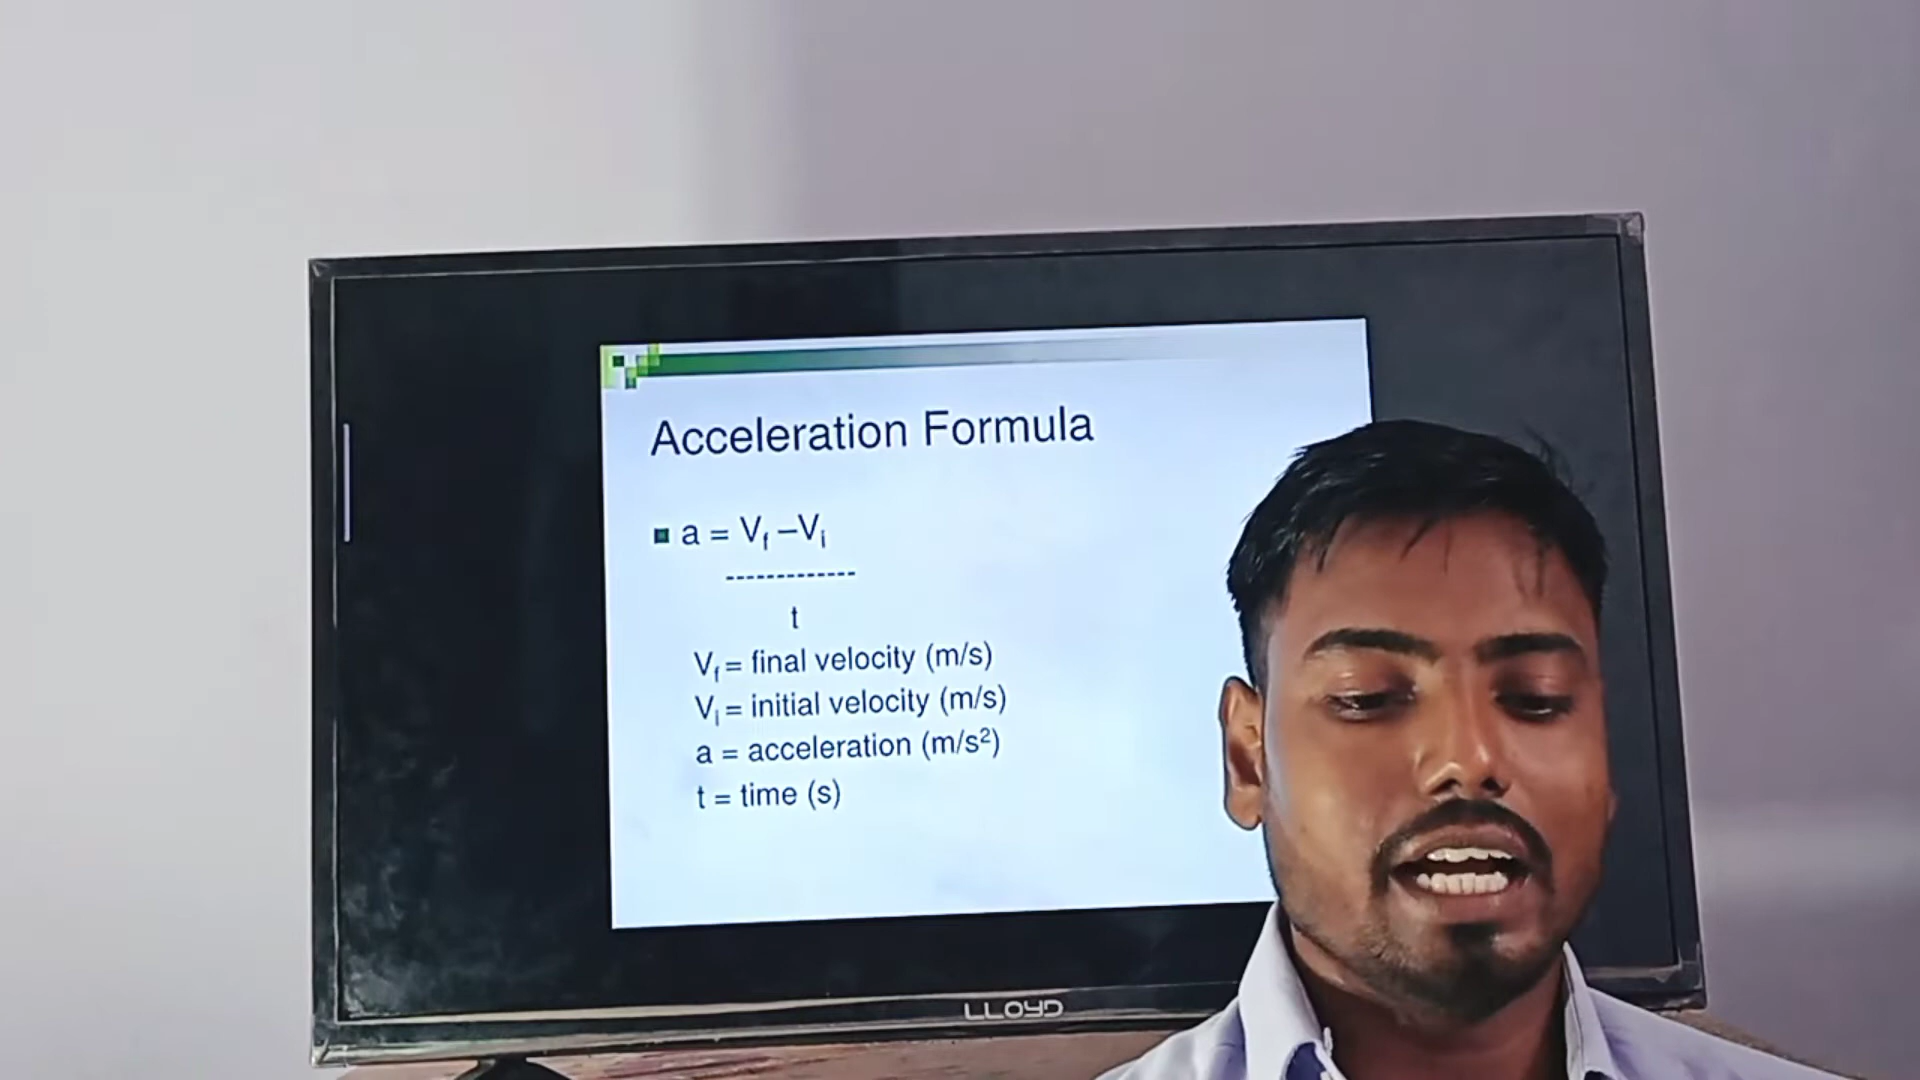 Acceleration Formula
a = Vf –Vi
-------------
t
Vf = final velocity (m/s)
Vi = initial velocity (m/s)
a = acceleration (m/s²)
t = time (s)
LLOYD